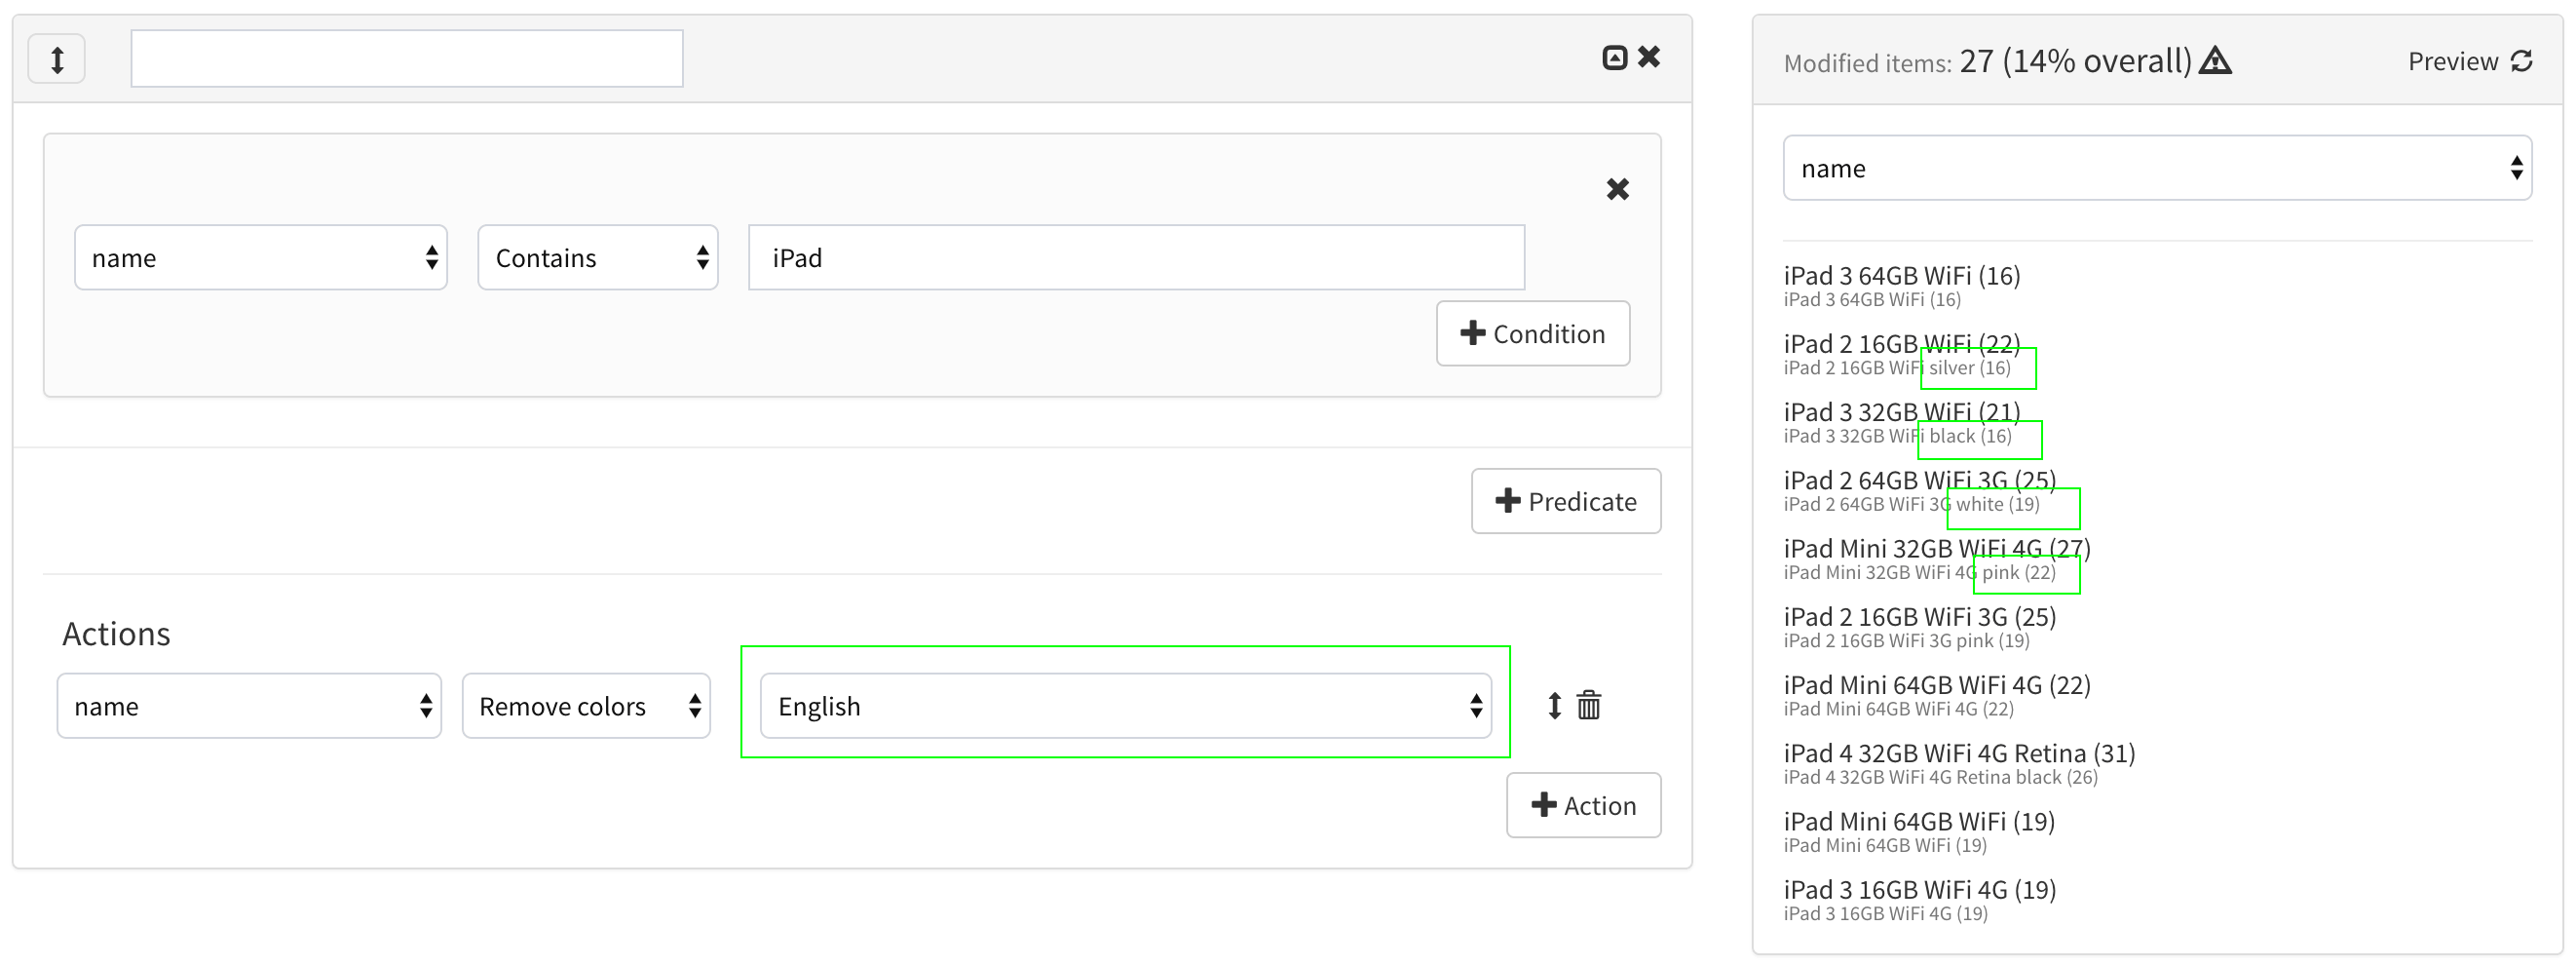 name
Contains
iPad
Condition
Predicate
Actions
name
Remove colors
English
Action
Modified items: 27 (14% overall)
Preview
name
iPad 3 64GB WiFi (16)
iPad 3 64GB WiFi (16)
iPad 2 16GB WiFi (22)
iPad 2 16GB WiFi silver (16)
iPad 3 32GB WiFi (21)
iPad 3 32GB WiFi black (16)
iPad 2 64GB WiFi 3G (25)
iPad 2 64GB WiFi 3G white (19)
iPad Mini 32GB WiFi 4G (27)
iPad Mini 32GB WiFi 4G pink (22)
iPad 2 16GB WiFi 3G (25)
iPad 2 16GB WiFi 3G pink (19)
iPad Mini 64GB WiFi 4G (22)
iPad Mini 64GB WiFi 4G (22)
iPad 4 32GB WiFi 4G Retina (31)
iPad 4 32GB WiFi 4G Retina black (26)
iPad Mini 64GB WiFi (19)
iPad Mini 64GB WiFi (19)
iPad 3 16GB WiFi 4G (19)
iPad 3 16GB WiFi 4G (19)